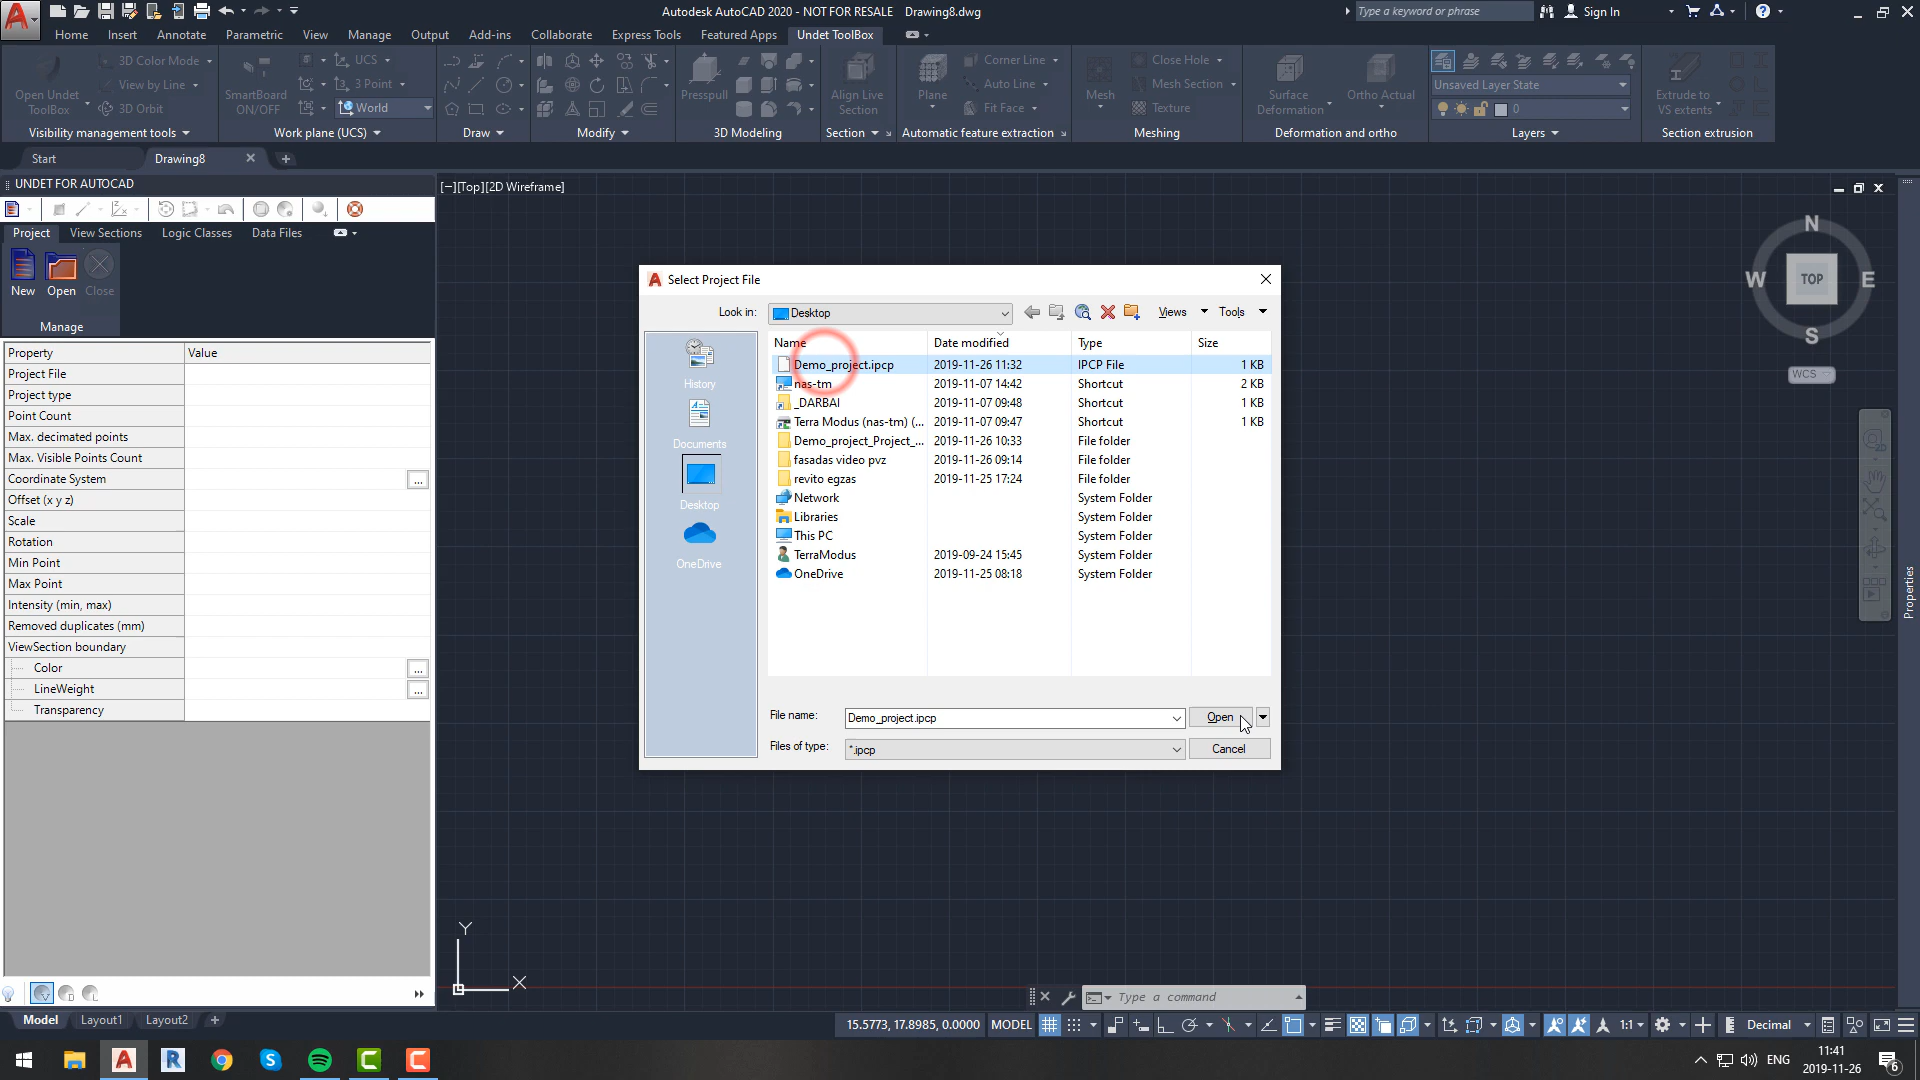 Autodesk AutoCAD 2020 - NOT FOR RESALE Drawing8.dwg
Type a keyword or phrase
Sign In
Home Insert Annotate Parametric View Manage Output Add-ins Collaborate Express Tools Featured Apps Undet ToolBox
Open Undet ToolBox
3D Color Mode
View by Line
3D Orbit
Visibility management tools
SmartBoard ON/OFF
UCS
3 Point
World
Work plane (UCS)
Draw
Modify
Presspull
3D Modeling
Align Live Section
Section
Plane
Corner Line
Auto Line
Fit Face
Automatic feature extraction
Mesh
Close Hole
Mesh Section
Texture
Meshing
Surface Deformation
Ortho Actual
Deformation and ortho
Unsaved Layer State
0
Layers
Extrude to VS extents
Section extrusion
Start
Drawing8
UNDET FOR AUTOCAD
[−][Top][2D Wireframe]
Project View Sections Logic Classes Data Files
New Open Close
Manage
Property Value
Project File
Project type
Point Count
Max. decimated points
Max. Visible Points Count
Coordinate System ...
Offset (x y z)
Scale
Rotation
Min Point
Max Point
Intensity (min, max)
Removed duplicates (mm)
ViewSection boundary
Color ...
LineWeight ...
Transparency
Select Project File
Look in: Desktop
Views Tools
History
Documents
Desktop
OneDrive
Name Date modified Type Size
Demo_project.ipcp 2019-11-26 11:32 IPCP File 1 KB
nas-tm 2019-11-07 14:42 Shortcut 2 KB
_DARBAI 2019-11-07 09:48 Shortcut 1 KB
Terra Modus (nas-tm) (... 2019-11-07 09:47 Shortcut 1 KB
Demo_project_Project_... 2019-11-26 10:33 File folder
fasadas video pvz 2019-11-26 09:14 File folder
revito egzas 2019-11-25 17:24 File folder
Network System Folder
Libraries System Folder
This PC System Folder
TerraModus 2019-09-24 15:45 System Folder
OneDrive 2019-11-25 08:18 System Folder
File name: Demo_project.ipcp Open
Files of type: *.ipcp Cancel
N
W TOP E
S
WCS
Properties
Y
X
Type a command
Model Layout1 Layout2
15.5773, 17.8985, 0.0000 MODEL
1:1
Decimal
ENG
11:41
2019-11-26
6